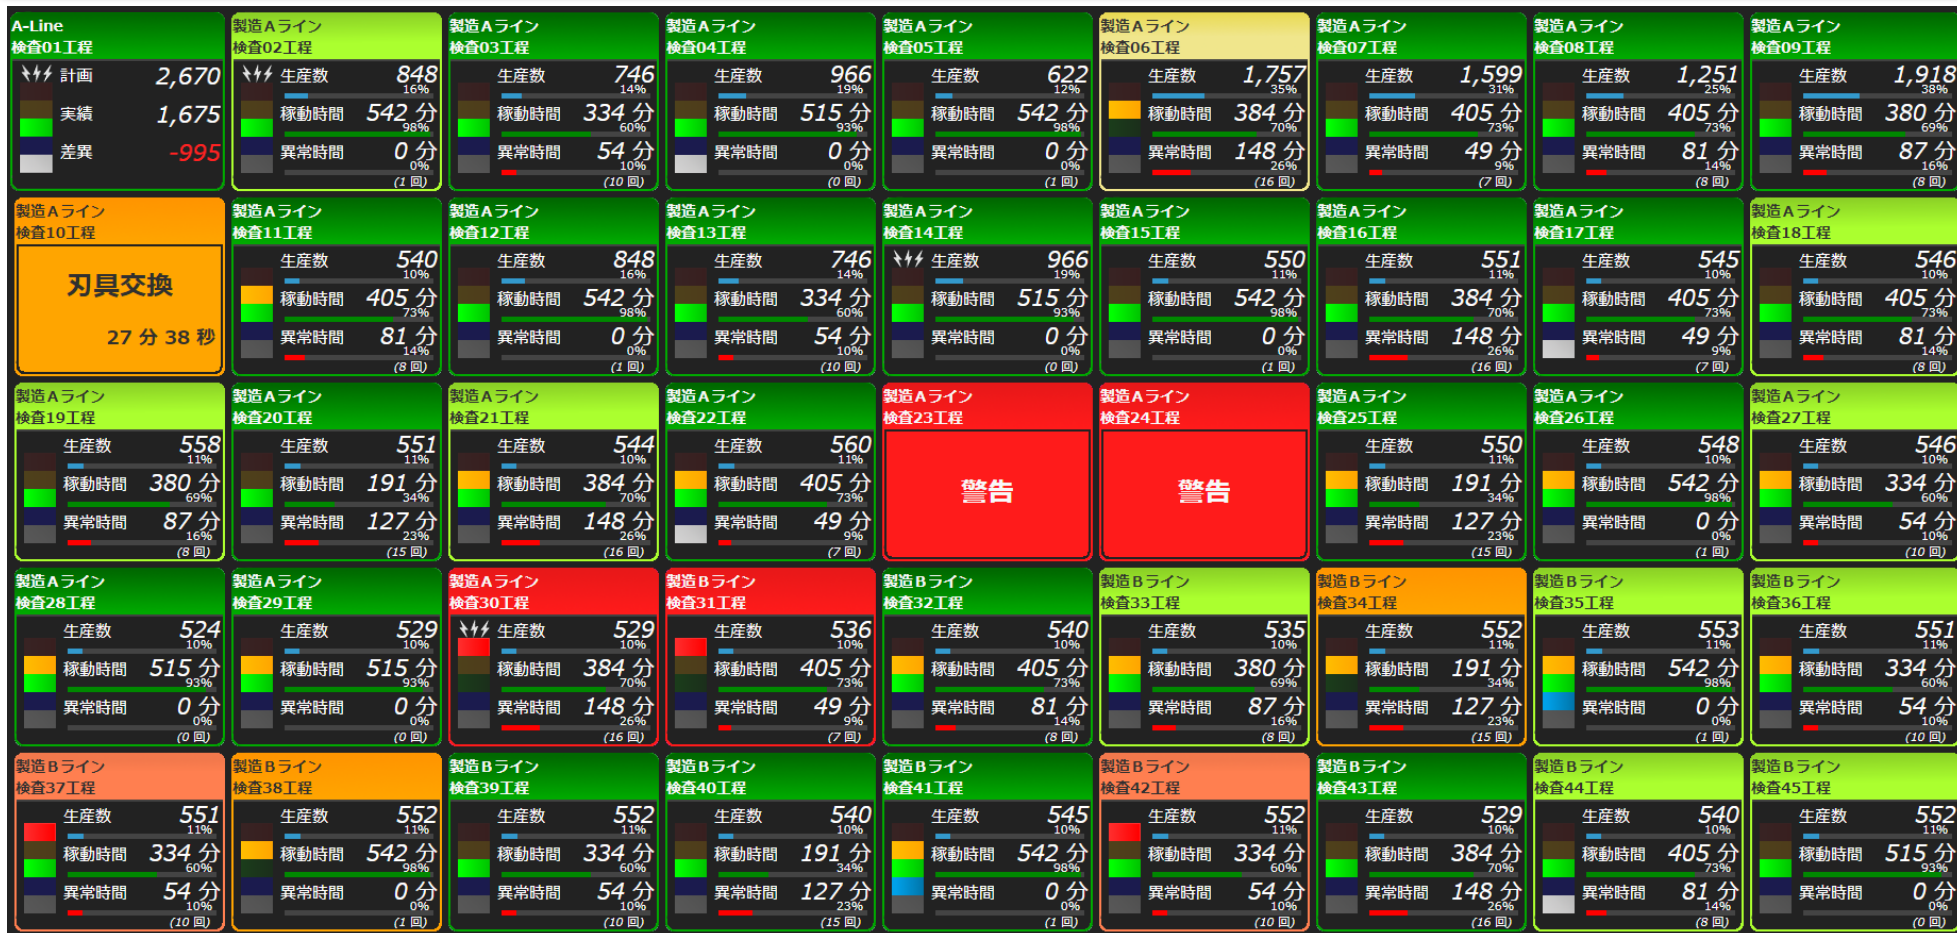 A-Line
検査01工程
計画 2,670
実績 1,675
差異 -995
製造Aライン
検査02工程
生産数 848
16%
稼動時間 542 分
98%
異常時間 0 分
0%
(1 回)
製造Aライン
検査03工程
生産数 746
14%
稼動時間 334 分
60%
異常時間 54 分
10%
(10 回)
製造Aライン
検査04工程
生産数 966
19%
稼動時間 515 分
93%
異常時間 0 分
0%
(0 回)
製造Aライン
検査05工程
生産数 622
12%
稼動時間 542 分
98%
異常時間 0 分
0%
(1 回)
製造Aライン
検査06工程
生産数 1,757
35%
稼動時間 384 分
70%
異常時間 148 分
26%
(16 回)
製造Aライン
検査07工程
生産数 1,599
31%
稼動時間 405 分
73%
異常時間 49 分
9%
(7 回)
製造Aライン
検査08工程
生産数 1,251
25%
稼動時間 405 分
73%
異常時間 81 分
14%
(8 回)
製造Aライン
検査09工程
生産数 1,918
38%
稼動時間 380 分
69%
異常時間 87 分
16%
(8 回)
製造Aライン
検査10工程
刃具交換
27 分 38 秒
製造Aライン
検査11工程
生産数 540
10%
稼動時間 405 分
73%
異常時間 81 分
14%
(8 回)
製造Aライン
検査12工程
生産数 848
16%
稼動時間 542 分
98%
異常時間 0 分
0%
(1 回)
製造Aライン
検査13工程
生産数 746
14%
稼動時間 334 分
60%
異常時間 54 分
10%
(10 回)
製造Aライン
検査14工程
生産数 966
19%
稼動時間 515 分
93%
異常時間 0 分
0%
(0 回)
製造Aライン
検査15工程
生産数 550
11%
稼動時間 542 分
98%
異常時間 0 分
0%
(1 回)
製造Aライン
検査16工程
生産数 551
11%
稼動時間 384 分
70%
異常時間 148 分
26%
(16 回)
製造Aライン
検査17工程
生産数 545
10%
稼動時間 405 分
73%
異常時間 49 分
9%
(7 回)
製造Aライン
検査18工程
生産数 546
10%
稼動時間 405 分
73%
異常時間 81 分
14%
(8 回)
製造Aライン
検査19工程
生産数 558
11%
稼動時間 380 分
69%
異常時間 87 分
16%
(8 回)
製造Aライン
検査20工程
生産数 551
11%
稼動時間 191 分
34%
異常時間 127 分
23%
(15 回)
製造Aライン
検査21工程
生産数 544
10%
稼動時間 384 分
70%
異常時間 148 分
26%
(16 回)
製造Aライン
検査22工程
生産数 560
11%
稼動時間 405 分
73%
異常時間 49 分
9%
(7 回)
製造Aライン
検査23工程
警告
製造Aライン
検査24工程
警告
製造Aライン
検査25工程
生産数 550
11%
稼動時間 191 分
34%
異常時間 127 分
23%
(15 回)
製造Aライン
検査26工程
生産数 548
10%
稼動時間 542 分
98%
異常時間 0 分
0%
(1 回)
製造Aライン
検査27工程
生産数 546
10%
稼動時間 334 分
60%
異常時間 54 分
10%
(10 回)
製造Aライン
検査28工程
生産数 524
10%
稼動時間 515 分
93%
異常時間 0 分
0%
(0 回)
製造Aライン
検査29工程
生産数 529
10%
稼動時間 515 分
93%
異常時間 0 分
0%
(0 回)
製造Aライン
検査30工程
生産数 529
10%
稼動時間 384 分
70%
異常時間 148 分
26%
(16 回)
製造Bライン
検査31工程
生産数 536
10%
稼動時間 405 分
73%
異常時間 49 分
9%
(7 回)
製造Bライン
検査32工程
生産数 540
10%
稼動時間 405 分
73%
異常時間 81 分
14%
(8 回)
製造Bライン
検査33工程
生産数 535
10%
稼動時間 380 分
69%
異常時間 87 分
16%
(8 回)
製造Bライン
検査34工程
生産数 552
11%
稼動時間 191 分
34%
異常時間 127 分
23%
(15 回)
製造Bライン
検査35工程
生産数 553
11%
稼動時間 542 分
98%
異常時間 0 分
0%
(1 回)
製造Bライン
検査36工程
生産数 551
11%
稼動時間 334 分
60%
異常時間 54 分
10%
(10 回)
製造Bライン
検査37工程
生産数 551
11%
稼動時間 334 分
60%
異常時間 54 分
10%
(10 回)
製造Bライン
検査38工程
生産数 552
11%
稼動時間 542 分
98%
異常時間 0 分
0%
(1 回)
製造Bライン
検査39工程
生産数 552
11%
稼動時間 334 分
60%
異常時間 54 分
10%
(10 回)
製造Bライン
検査40工程
生産数 540
10%
稼動時間 191 分
34%
異常時間 127 分
23%
(15 回)
製造Bライン
検査41工程
生産数 545
10%
稼動時間 542 分
98%
異常時間 0 分
0%
(1 回)
製造Bライン
検査42工程
生産数 552
11%
稼動時間 334 分
60%
異常時間 54 分
10%
(10 回)
製造Bライン
検査43工程
生産数 529
10%
稼動時間 384 分
70%
異常時間 148 分
26%
(16 回)
製造Bライン
検査44工程
生産数 540
10%
稼動時間 405 分
73%
異常時間 81 分
14%
(8 回)
製造Bライン
検査45工程
生産数 552
11%
稼動時間 515 分
93%
異常時間 0 分
0%
(0 回)